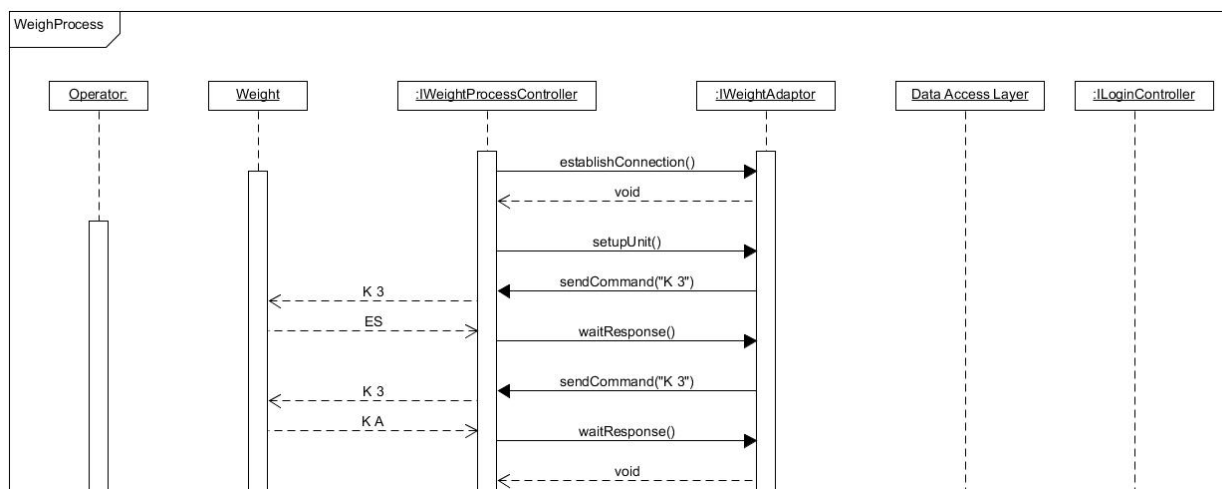 WeighProcess
Operator:
Weight
:IWeightProcessController
:IWeightAdaptor
Data Access Layer
:ILoginController
establishConnection()
void
setupUnit()
sendCommand("K 3")
K 3
ES
waitResponse()
sendCommand("K 3")
K 3
K A
waitResponse()
void